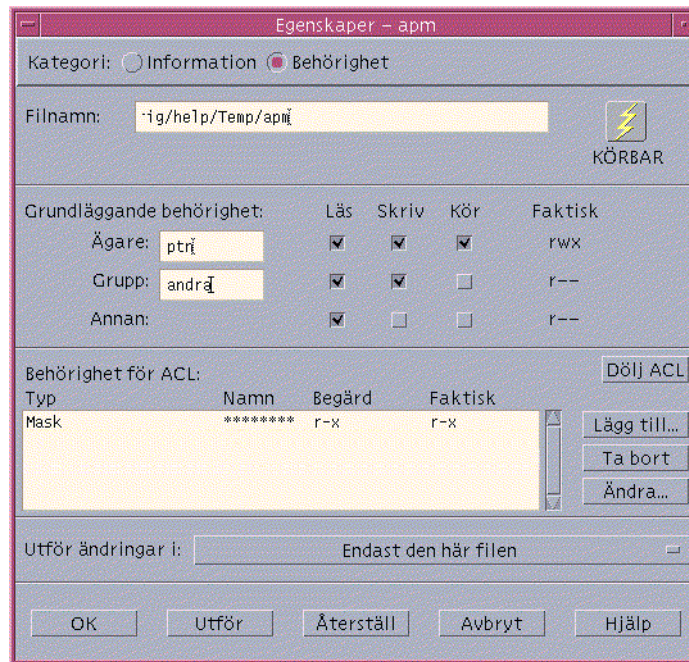 Egenskaper – apm
Kategori: Information Behörighet
Filnamn: ig/help/Temp/apm
KÖRBAR
Grundläggande behörighet: Läs Skriv Kör Faktisk
Ägare: ptn rwx
Grupp: andra r--
Annan: r--
Behörighet för ACL: Dölj ACL
Typ Namn Begärd Faktisk
Mask ******** r-x r-x
Lägg till...
Ta bort
Ändra...
Utför ändringar i: Endast den här filen
OK Utför Återställ Avbryt Hjälp